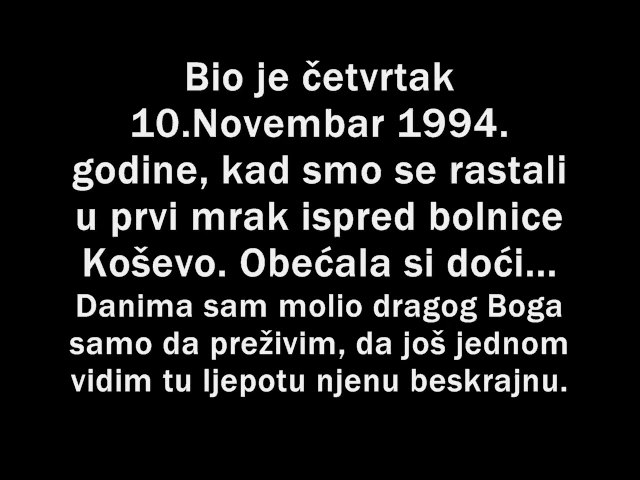 Bio je četvrtak
10.Novembar 1994.
godine, kad smo se rastali
u prvi mrak ispred bolnice
Koševo. Obećala si doći...
Danima sam molio dragog Boga
samo da preživim, da još jednom
vidim tu ljepotu njenu beskrajnu.